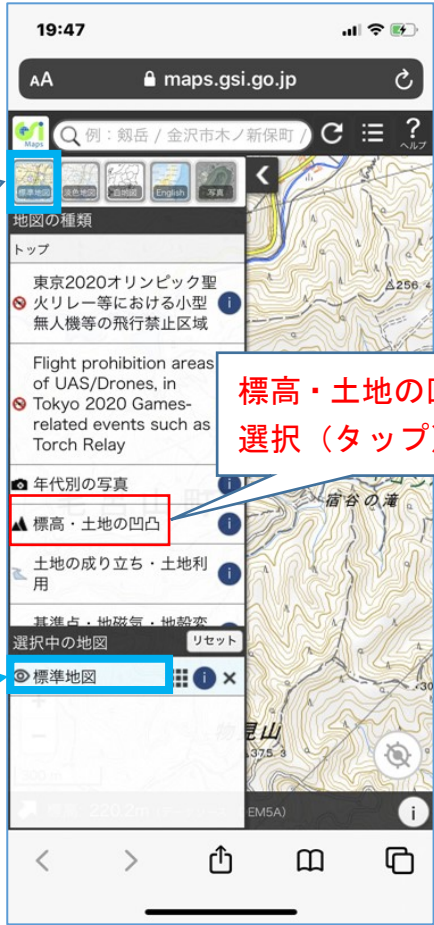 19:47
AA maps.gsi.go.jp
Maps
例：剱岳 / 金沢市木ノ新保町 /
?
ヘルプ
標準地図 淡色地図 白地図 English 写真
地図の種類
トップ
256
東京2020オリンピック聖
火リレー等における小型
無人機等の飛行禁止区域
i
Flight prohibition areas
of UAS/Drones, in
Tokyo 2020 Games-
related events such as
Torch Relay
標高・土地の
選択（タップ
年代別の写真
標高・土地の凹凸
i
宿谷の滝
土地の成り立ち・土地利
用
i
基準点・地磁気・地殻変
選択中の地図 リセット
標準地図
i
見山
375.3
220.2m
EM5A)
i